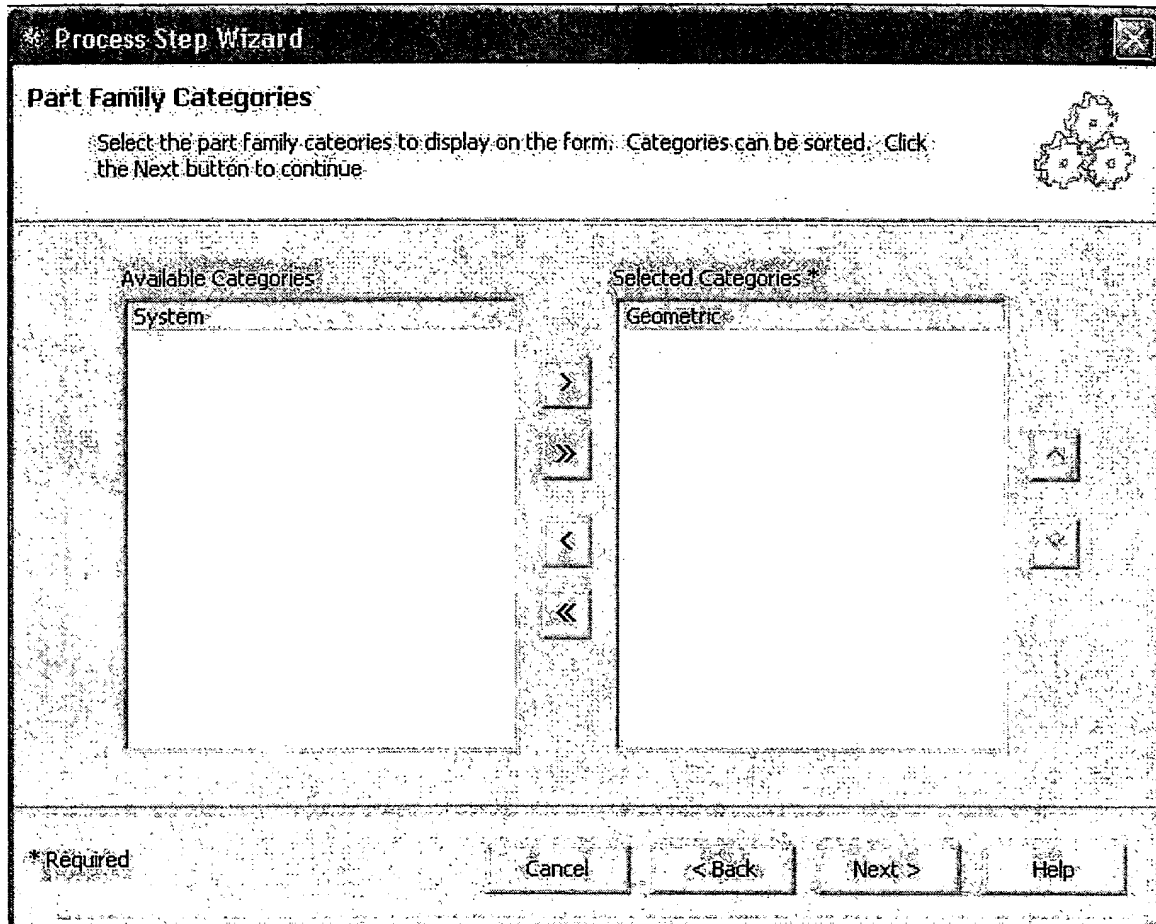 Process Step Wizard
Part Family Categories
Select the part family cateories to display on the form. Categories can be sorted. Click
the Next button to continue
Available Categories
Selected Categories *
System
Geometric
>
»
<
«
* Required
Cancel
< Back
Next >
Help